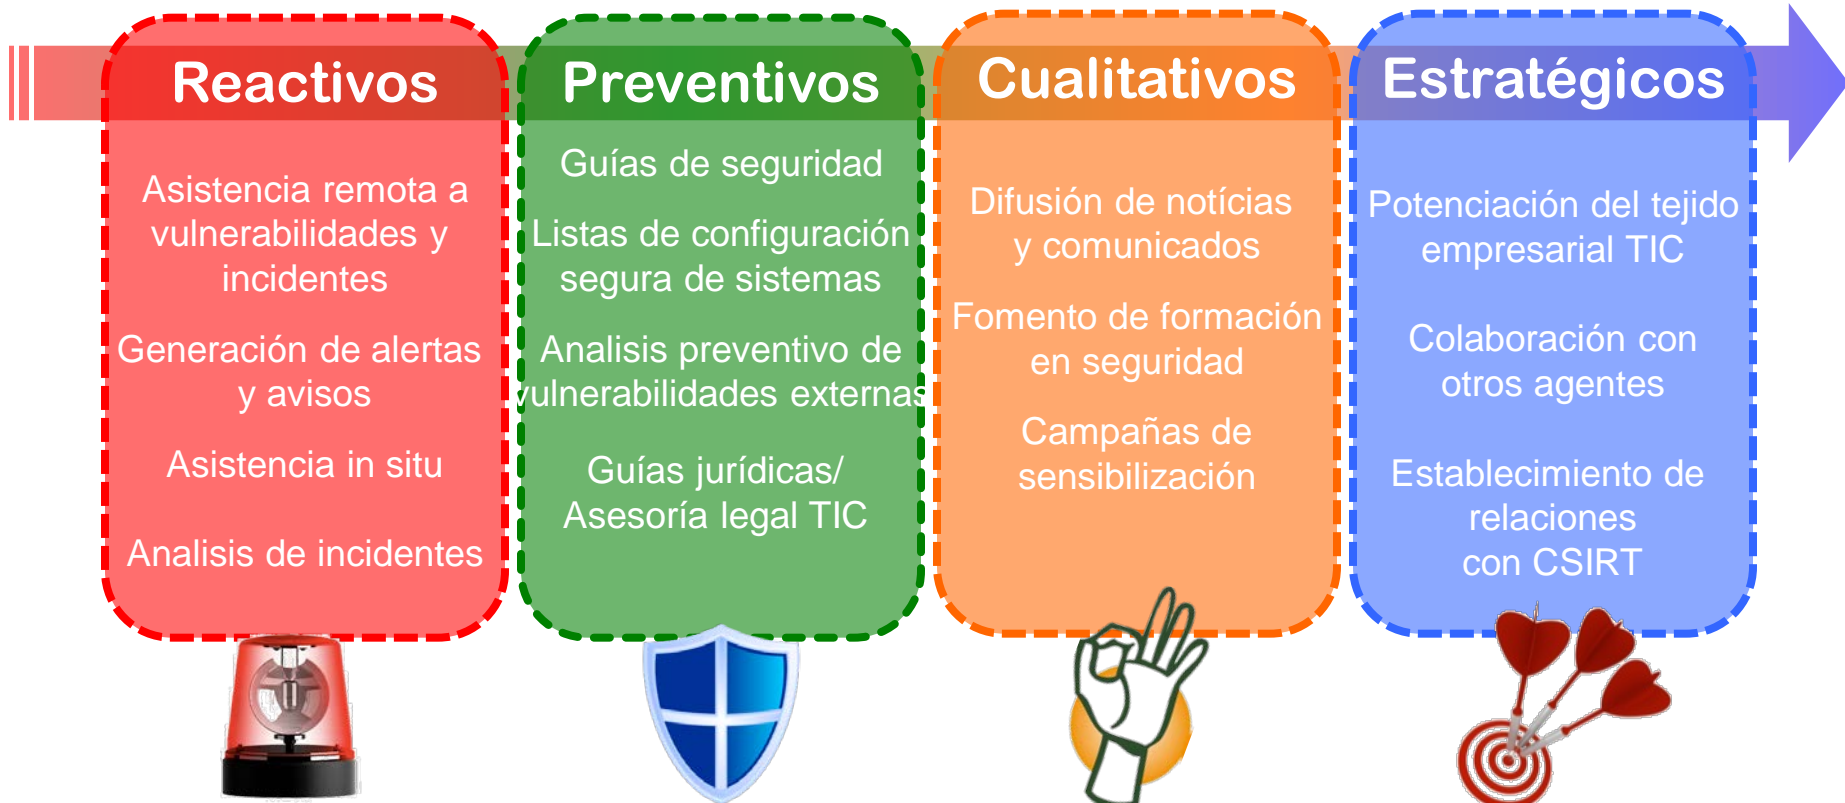 Reactivos
Asistencia remota a
vulnerabilidades y
incidentes
Generación de alertas
y avisos
Asistencia in situ
Analisis de incidentes
Preventivos
Guías de seguridad
Listas de configuración
segura de sistemas
Analisis preventivo de
vulnerabilidades externas
Guías jurídicas/
Asesoría legal TIC
Cualitativos
Difusión de notícias
y comunicados
Fomento de formación
en seguridad
Campañas de
sensibilización
Estratégicos
Potenciación del tejido
empresarial TIC
Colaboración con
otros agentes
Establecimiento de
relaciones
con CSIRT